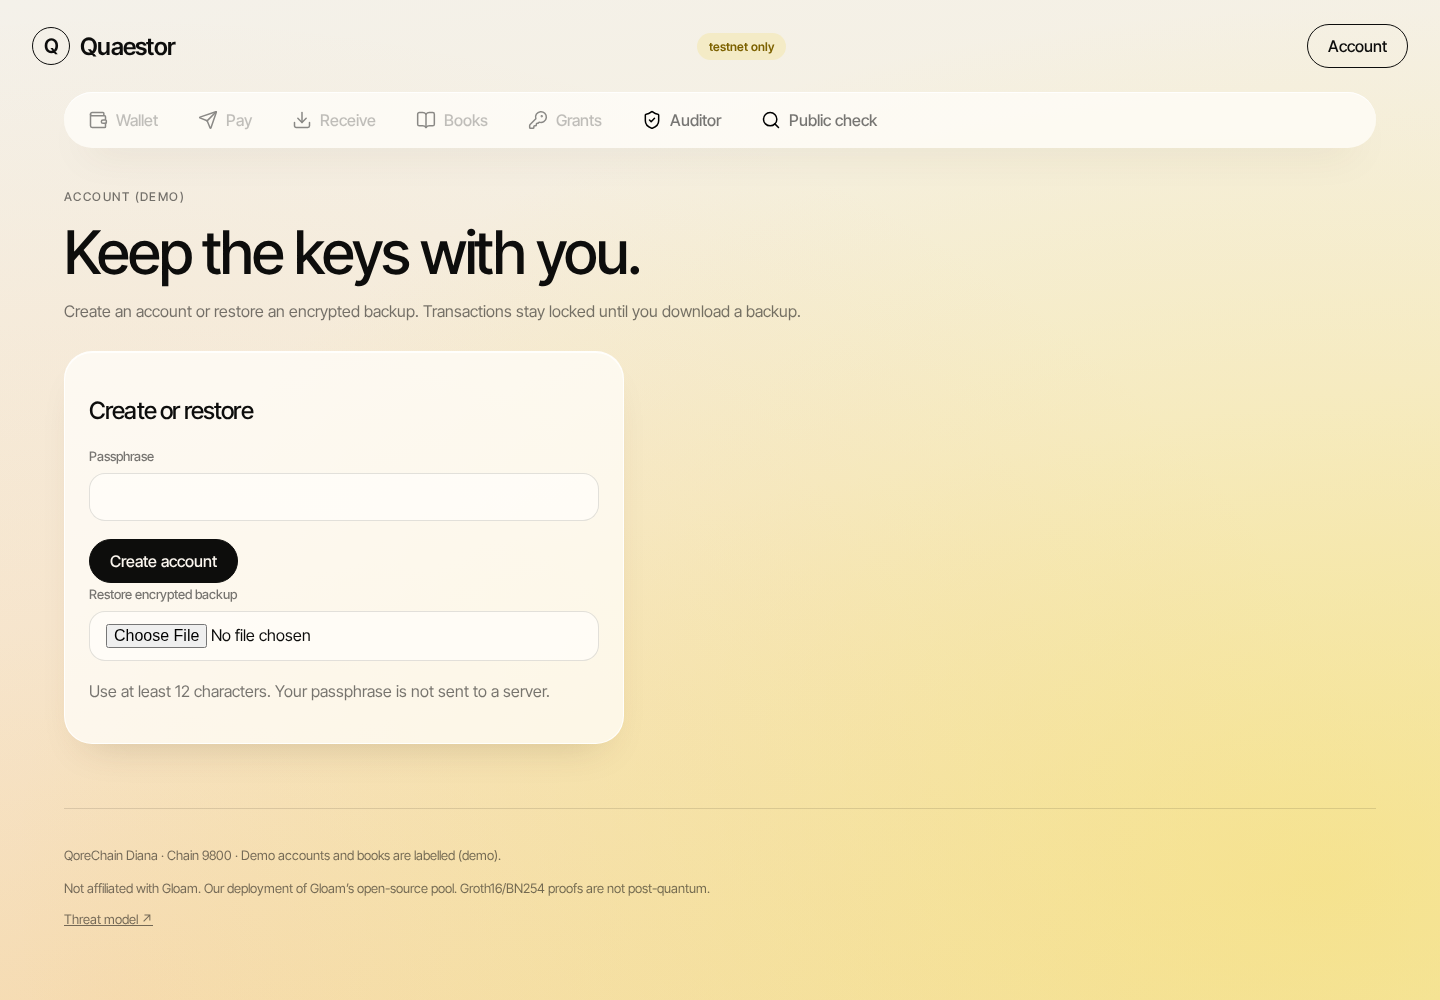 Q Quaestor
testnet only
Account
Wallet
Pay
Receive
Books
Grants
Auditor
Public check
ACCOUNT (DEMO)
Keep the keys with you.
Create an account or restore an encrypted backup. Transactions stay locked until you download a backup.
Create or restore
Passphrase
Create account
Restore encrypted backup
Choose File No file chosen
Use at least 12 characters. Your passphrase is not sent to a server.
QoreChain Diana · Chain 9800 · Demo accounts and books are labelled (demo).
Not affiliated with Gloam. Our deployment of Gloam’s open-source pool. Groth16/BN254 proofs are not post-quantum.
Threat model ↗